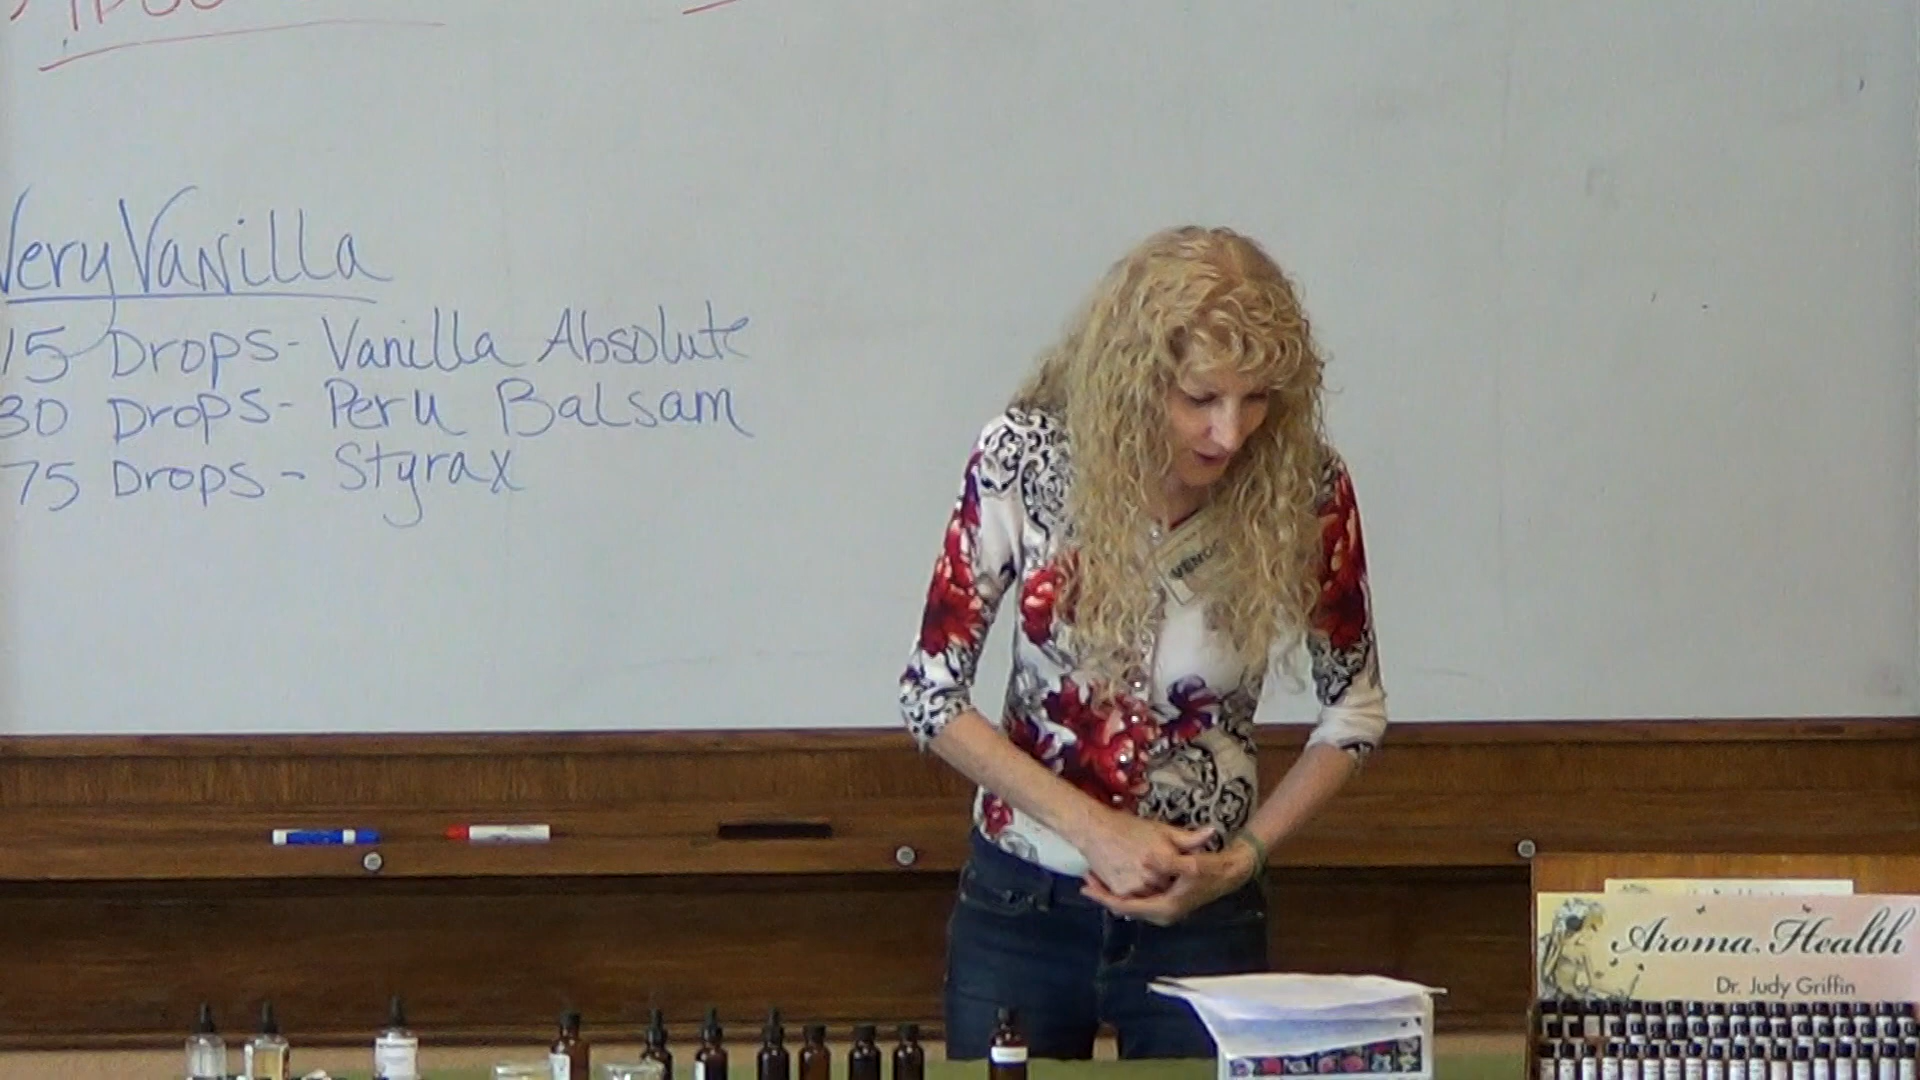 Very Vanilla
15 Drops - Vanilla Absolute
30 Drops - Peru Balsam
75 Drops - Styrax
Aroma Health
Dr. Judy Griffin